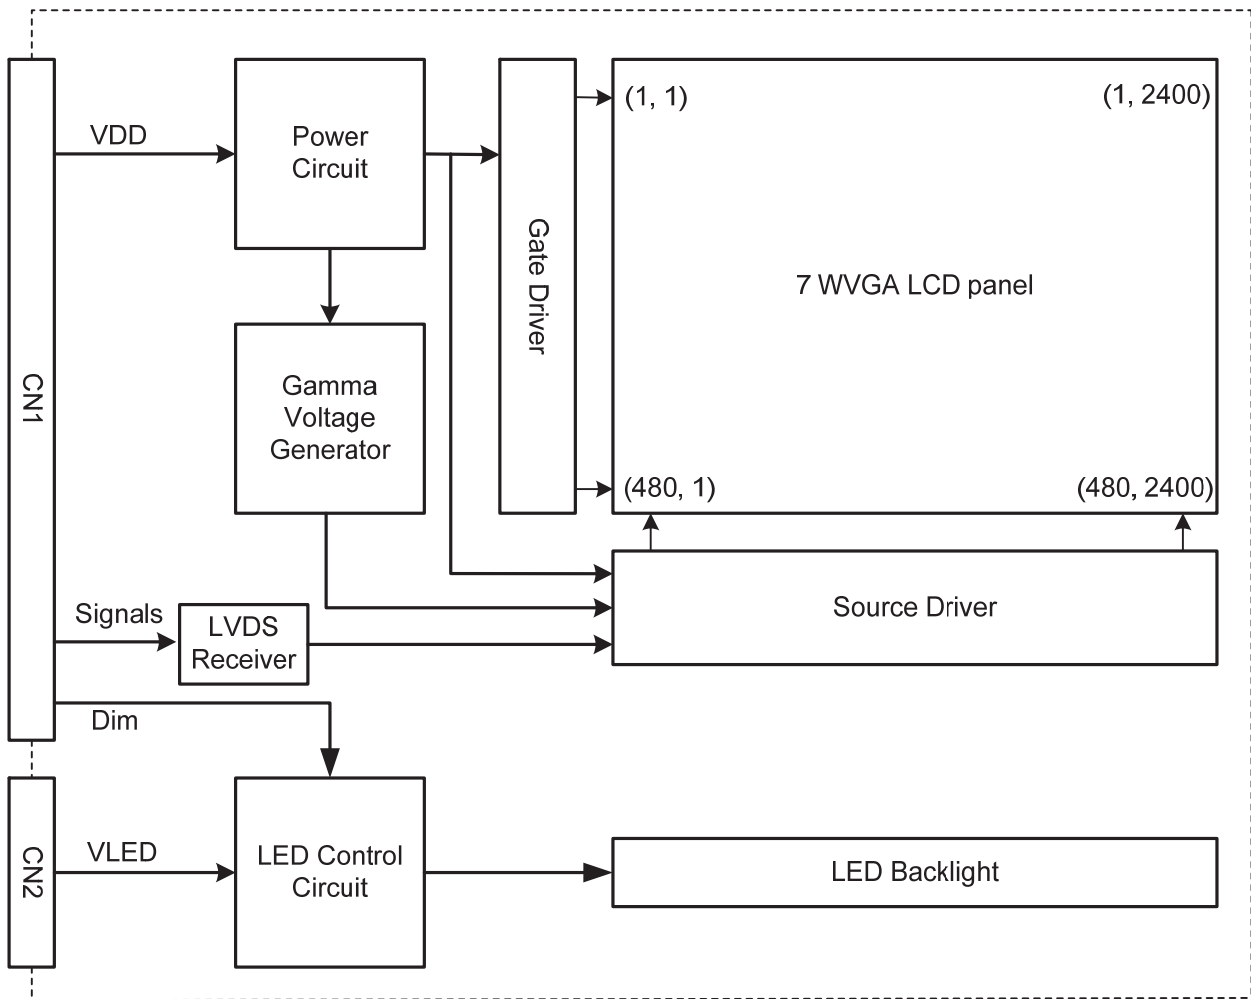 CN1
VDD
Power
Circuit
Gate Driver
(1, 1)
(1, 2400)
7 WVGA LCD panel
Gamma
Voltage
Generator
(480, 1)
(480, 2400)
Signals
LVDS
Receiver
Source Driver
Dim
CN2
VLED
LED Control
Circuit
LED Backlight